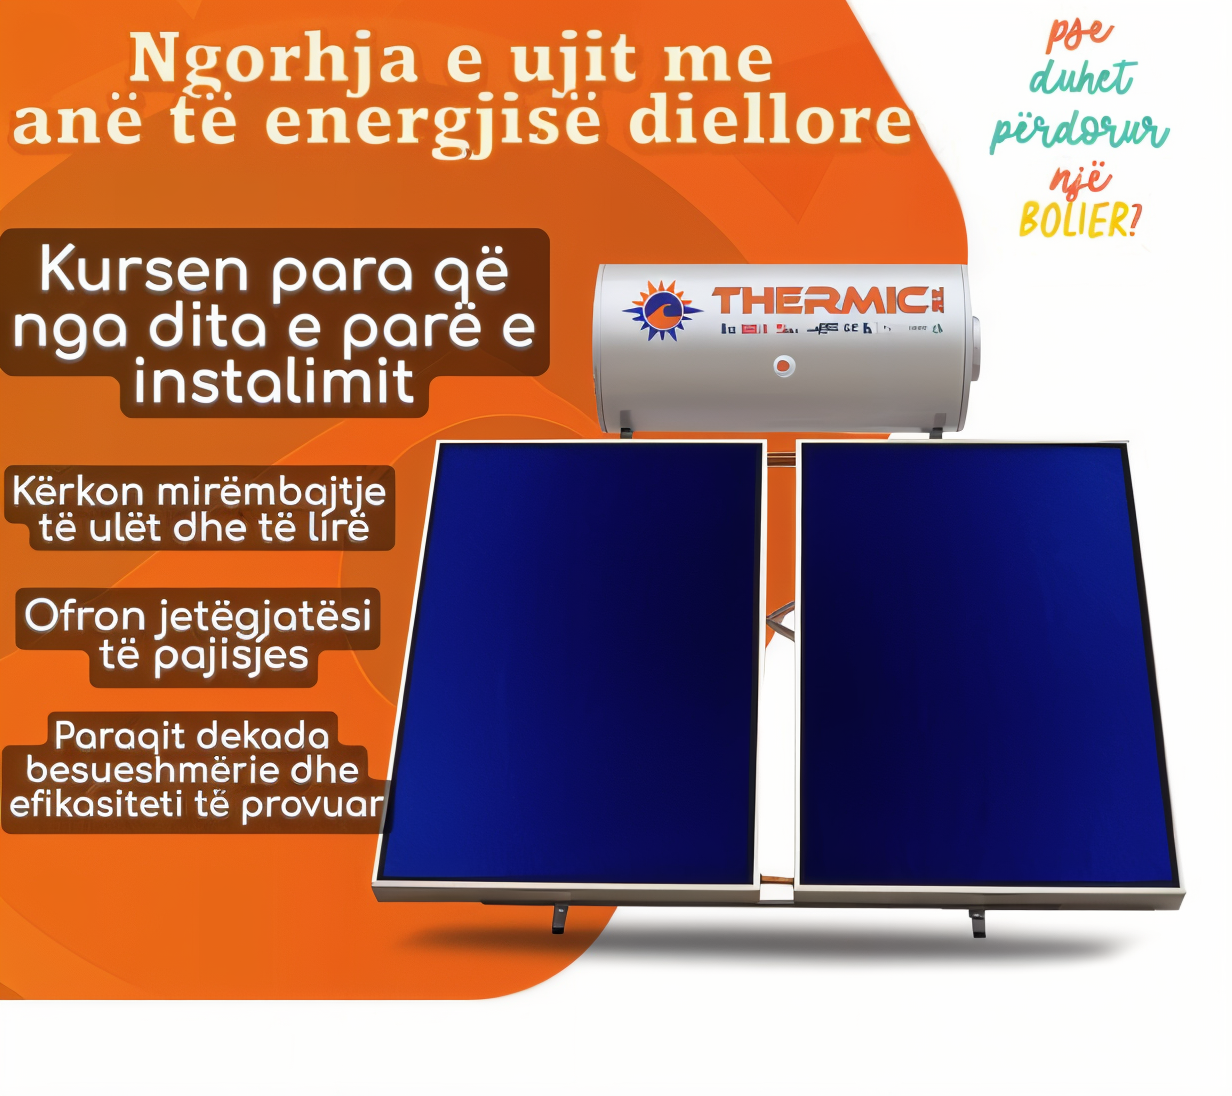 Ngorhja e ujit me
anë të energjisë diellore
pse
duhet
përdorur
një
BOLIER?
Kursen para që
nga dita e parë e
instalimit
THERMIC
Kërkon mirëmbajtje
të ulët dhe të lirë
Ofron jetëgjatësi
të pajisjes
Paraqit dekada
besueshmërie dhe
efikasiteti të provuar